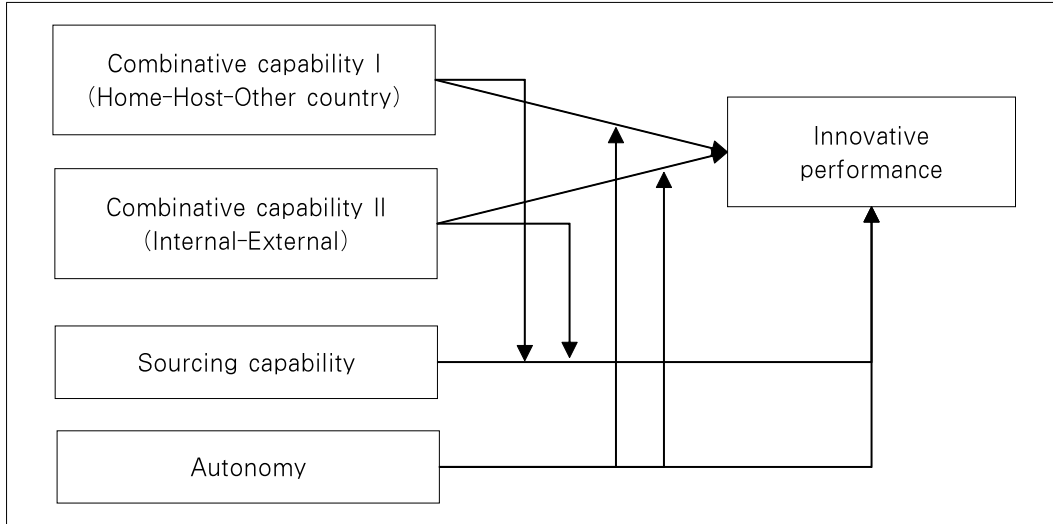 Combinative capability I
(Home-Host-Other country)
Innovative
performance
Combinative capability II
(Internal-External)
Sourcing capability
Autonomy